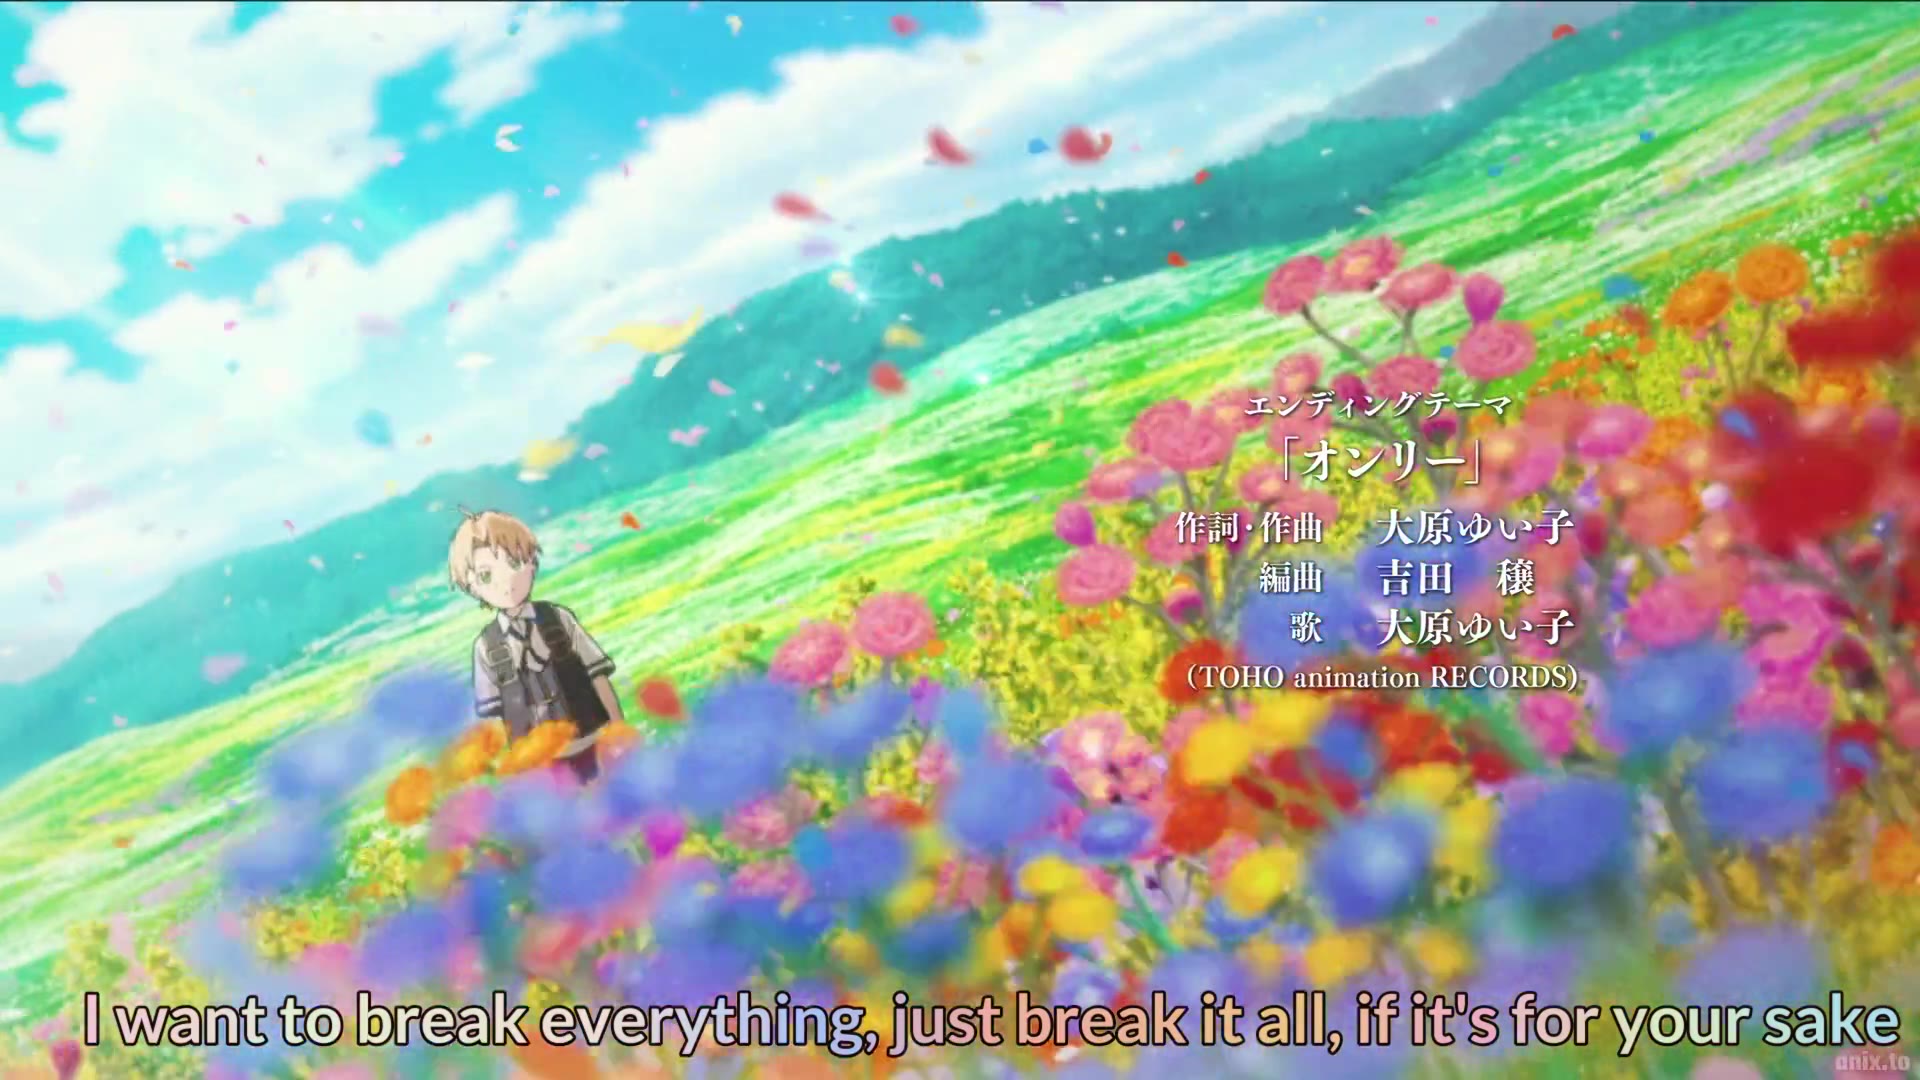 エンディングテーマ
「オンリー」
作詞・作曲 大原ゆい子
編曲 吉田 穣
歌 大原ゆい子
(TOHO animation RECORDS)
I want to break everything, just break it all, if it's for your sake
anix.to